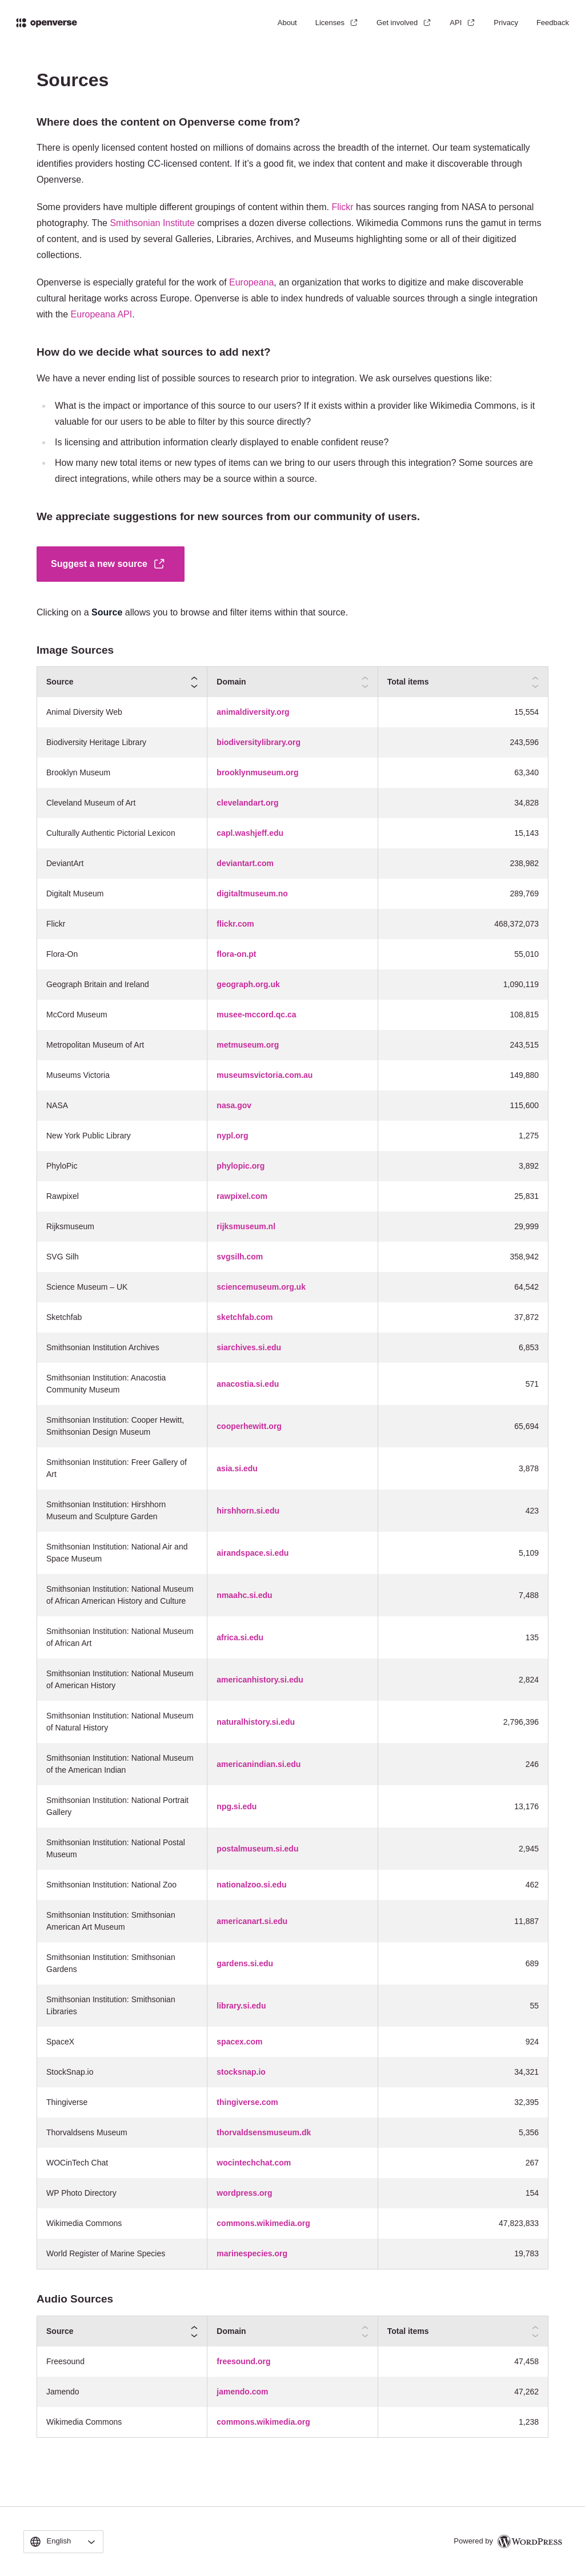 openverse
About
Licenses
Get involved
API
Privacy
Feedback
Sources
Where does the content on Openverse come from?
There is openly licensed content hosted on millions of domains across the breadth of the internet. Our team systematically
identifies providers hosting CC-licensed content. If it’s a good fit, we index that content and make it discoverable through
Openverse.
Some providers have multiple different groupings of content within them. Flickr has sources ranging from NASA to personal
photography. The Smithsonian Institute comprises a dozen diverse collections. Wikimedia Commons runs the gamut in terms
of content, and is used by several Galleries, Libraries, Archives, and Museums highlighting some or all of their digitized
collections.
Openverse is especially grateful for the work of Europeana, an organization that works to digitize and make discoverable
cultural heritage works across Europe. Openverse is able to index hundreds of valuable sources through a single integration
with the Europeana API.
How do we decide what sources to add next?
We have a never ending list of possible sources to research prior to integration. We ask ourselves questions like:
What is the impact or importance of this source to our users? If it exists within a provider like Wikimedia Commons, is it
valuable for our users to be able to filter by this source directly?
Is licensing and attribution information clearly displayed to enable confident reuse?
How many new total items or new types of items can we bring to our users through this integration? Some sources are
direct integrations, while others may be a source within a source.
We appreciate suggestions for new sources from our community of users.
Suggest a new source
Clicking on a Source allows you to browse and filter items within that source.
Image Sources
Source Domain Total items
Animal Diversity Web animaldiversity.org 15,554
Biodiversity Heritage Library biodiversitylibrary.org 243,596
Brooklyn Museum brooklynmuseum.org 63,340
Cleveland Museum of Art clevelandart.org 34,828
Culturally Authentic Pictorial Lexicon capl.washjeff.edu 15,143
DeviantArt deviantart.com 238,982
Digitalt Museum digitaltmuseum.no 289,769
Flickr flickr.com 468,372,073
Flora-On flora-on.pt 55,010
Geograph Britain and Ireland geograph.org.uk 1,090,119
McCord Museum musee-mccord.qc.ca 108,815
Metropolitan Museum of Art metmuseum.org 243,515
Museums Victoria museumsvictoria.com.au 149,880
NASA nasa.gov 115,600
New York Public Library nypl.org 1,275
PhyloPic phylopic.org 3,892
Rawpixel rawpixel.com 25,831
Rijksmuseum rijksmuseum.nl 29,999
SVG Silh svgsilh.com 358,942
Science Museum – UK sciencemuseum.org.uk 64,542
Sketchfab sketchfab.com 37,872
Smithsonian Institution Archives siarchives.si.edu 6,853
Smithsonian Institution: Anacostia
Community Museum
anacostia.si.edu 571
Smithsonian Institution: Cooper Hewitt,
Smithsonian Design Museum
cooperhewitt.org 65,694
Smithsonian Institution: Freer Gallery of
Art
asia.si.edu 3,878
Smithsonian Institution: Hirshhorn
Museum and Sculpture Garden
hirshhorn.si.edu 423
Smithsonian Institution: National Air and
Space Museum
airandspace.si.edu 5,109
Smithsonian Institution: National Museum
of African American History and Culture
nmaahc.si.edu 7,488
Smithsonian Institution: National Museum
of African Art
africa.si.edu 135
Smithsonian Institution: National Museum
of American History
americanhistory.si.edu 2,824
Smithsonian Institution: National Museum
of Natural History
naturalhistory.si.edu 2,796,396
Smithsonian Institution: National Museum
of the American Indian
americanindian.si.edu 246
Smithsonian Institution: National Portrait
Gallery
npg.si.edu 13,176
Smithsonian Institution: National Postal
Museum
postalmuseum.si.edu 2,945
Smithsonian Institution: National Zoo nationalzoo.si.edu 462
Smithsonian Institution: Smithsonian
American Art Museum
americanart.si.edu 11,887
Smithsonian Institution: Smithsonian
Gardens
gardens.si.edu 689
Smithsonian Institution: Smithsonian
Libraries
library.si.edu 55
SpaceX spacex.com 924
StockSnap.io stocksnap.io 34,321
Thingiverse thingiverse.com 32,395
Thorvaldsens Museum thorvaldsensmuseum.dk 5,356
WOCinTech Chat wocintechchat.com 267
WP Photo Directory wordpress.org 154
Wikimedia Commons commons.wikimedia.org 47,823,833
World Register of Marine Species marinespecies.org 19,783
Audio Sources
Source Domain Total items
Freesound freesound.org 47,458
Jamendo jamendo.com 47,262
Wikimedia Commons commons.wikimedia.org 1,238
English
Powered by WordPress